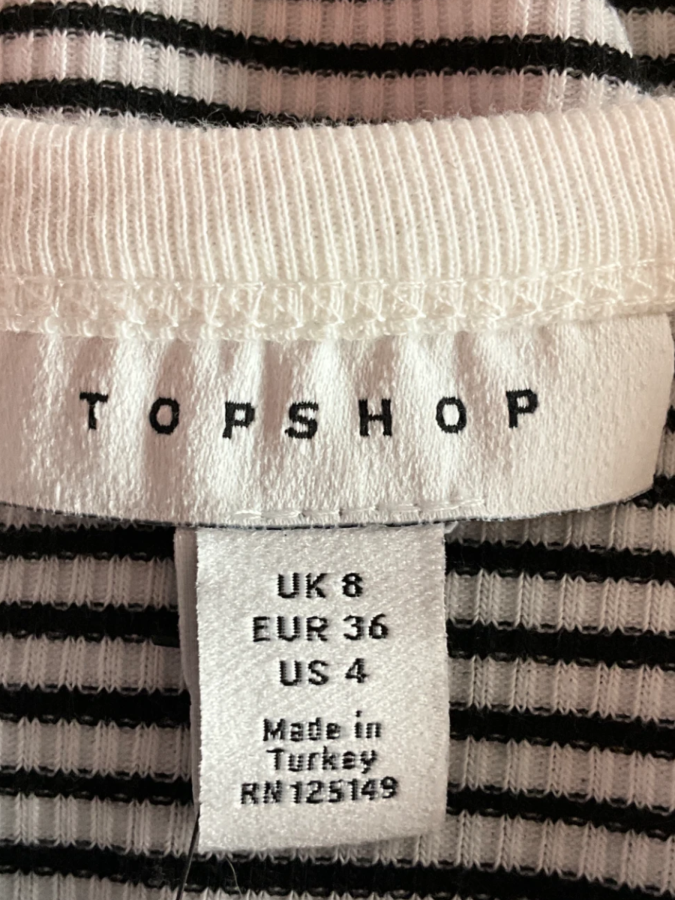 TOPSHOP
UK 8
EUR 36
US 4
Made in
Turkey
RN 125149